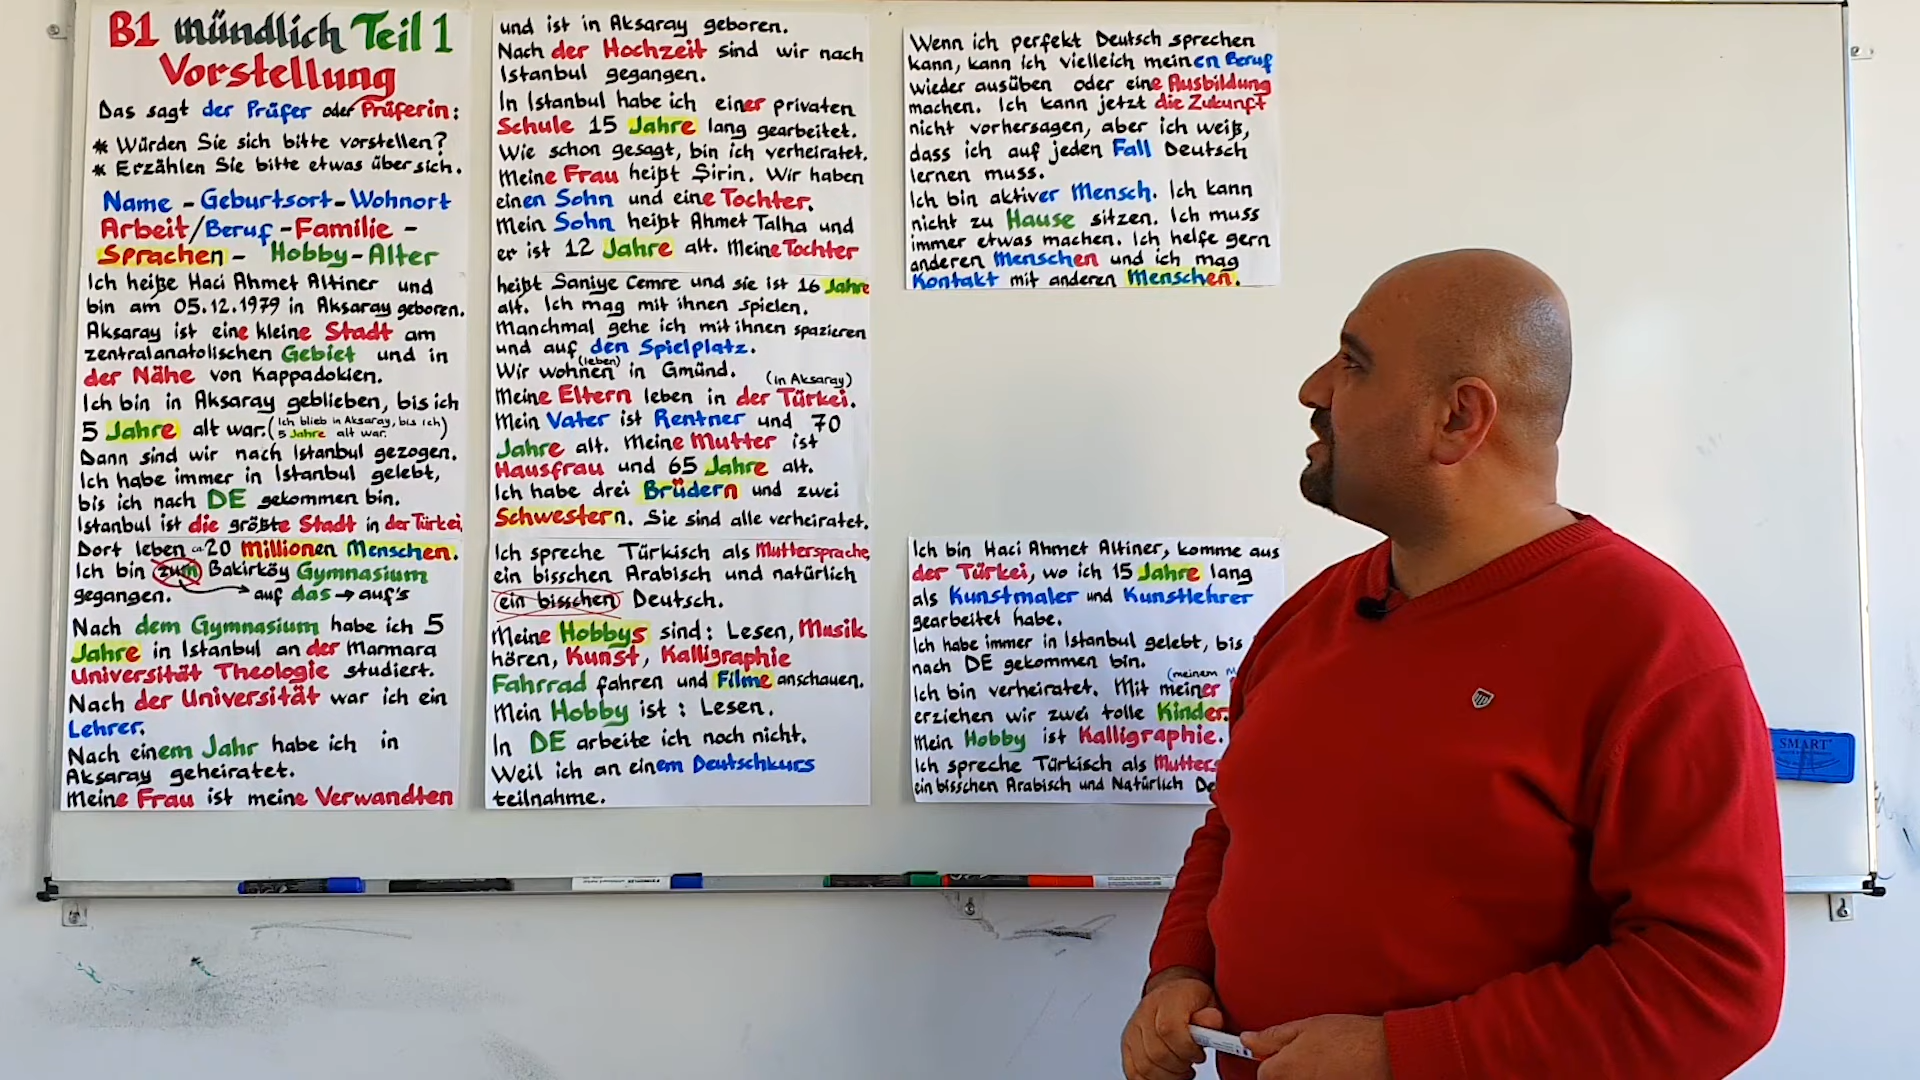 B1 mündlich Teil 1
Vorstellung
Das sagt der Prüfer oder Prüferin:
* Würden Sie sich bitte vorstellen?
* Erzählen Sie bitte etwas über sich.
Name - Geburtsort - Wohnort
Arbeit/Beruf - Familie -
Sprachen - Hobby - Alter
Ich heiße Haci Ahmet Altiner und
bin am 05.12.1979 in Aksaray geboren.
Aksaray ist eine kleine Stadt am
zentralanatolischen Gebiet und in
der Nähe von Kappadokien.
Ich bin in Aksaray geblieben, bis ich
5 Jahre alt war. (Ich blieb in Aksaray, bis ich
5 Jahre alt war.)
Dann sind wir nach Istanbul gezogen.
Ich habe immer in Istanbul gelebt,
bis ich nach DE gekommen bin.
Istanbul ist die größte Stadt in der Türkei,
Dort leben ca 20 Millionen Menschen.
Ich bin zum Bakirköy Gymnasium
gegangen. auf das → auf's
Nach dem Gymnasium habe ich 5
Jahre in Istanbul an der Marmara
Universität Theologie studiert.
Nach der Universität war ich ein
Lehrer.
Nach einem Jahr habe ich in
Aksaray geheiratet.
Meine Frau ist meine Verwandten
und ist in Aksaray geboren.
Nach der Hochzeit sind wir nach
Istanbul gegangen.
In Istanbul habe ich einer privaten
Schule 15 Jahre lang gearbeitet.
Wie schon gesagt, bin ich verheiratet.
Meine Frau heißt Şirin. Wir haben
einen Sohn und eine Tochter.
Mein Sohn heißt Ahmet Talha und
er ist 12 Jahre alt. Meine Tochter
heißt Saniye Cemre und sie ist 16 Jahre
alt. Ich mag mit ihnen spielen.
Manchmal gehe ich mit ihnen spazieren
und auf den Spielplatz.
(leben)
Wir wohnen in Gmünd.
(in Aksaray)
Meine Eltern leben in der Türkei.
Mein Vater ist Rentner und 70
Jahre alt. Meine Mutter ist
Hausfrau und 65 Jahre alt.
Ich habe drei Brüdern und zwei
Schwestern. Sie sind alle verheiratet.
Ich spreche Türkisch als Muttersprache,
ein bisschen Arabisch und natürlich
ein bisschen Deutsch.
Meine Hobbys sind: Lesen, Musik
hören, Kunst, Kalligraphie
Fahrrad fahren und Filme anschauen.
Mein Hobby ist: Lesen.
In DE arbeite ich noch nicht.
Weil ich an einem Deutschkurs
teilnahme.
Wenn ich perfekt Deutsch sprechen
kann, kann ich vielleich meinen Beruf
wieder ausüben oder eine Ausbildung
machen. Ich kann jetzt die Zukunft
nicht vorhersagen, aber ich weiß,
dass ich auf jeden Fall Deutsch
lernen muss.
Ich bin aktiver Mensch. Ich kann
nicht zu Hause sitzen. Ich muss
immer etwas machen. Ich helfe gern
anderen Menschen und ich mag
Kontakt mit anderen Menschen.
Ich bin Haci Ahmet Altiner, komme aus
der Türkei, wo ich 15 Jahre lang
als Kunstmaler und Kunstlehrer
gearbeitet habe.
Ich habe immer in Istanbul gelebt, bis
nach DE gekommen bin.
(meinem
Ich bin verheiratet. Mit meiner
erziehen wir zwei tolle Kinder.
Mein Hobby ist Kalligraphie.
Ich spreche Türkisch als
ein bisschen Arabisch und Natürlich
SMART